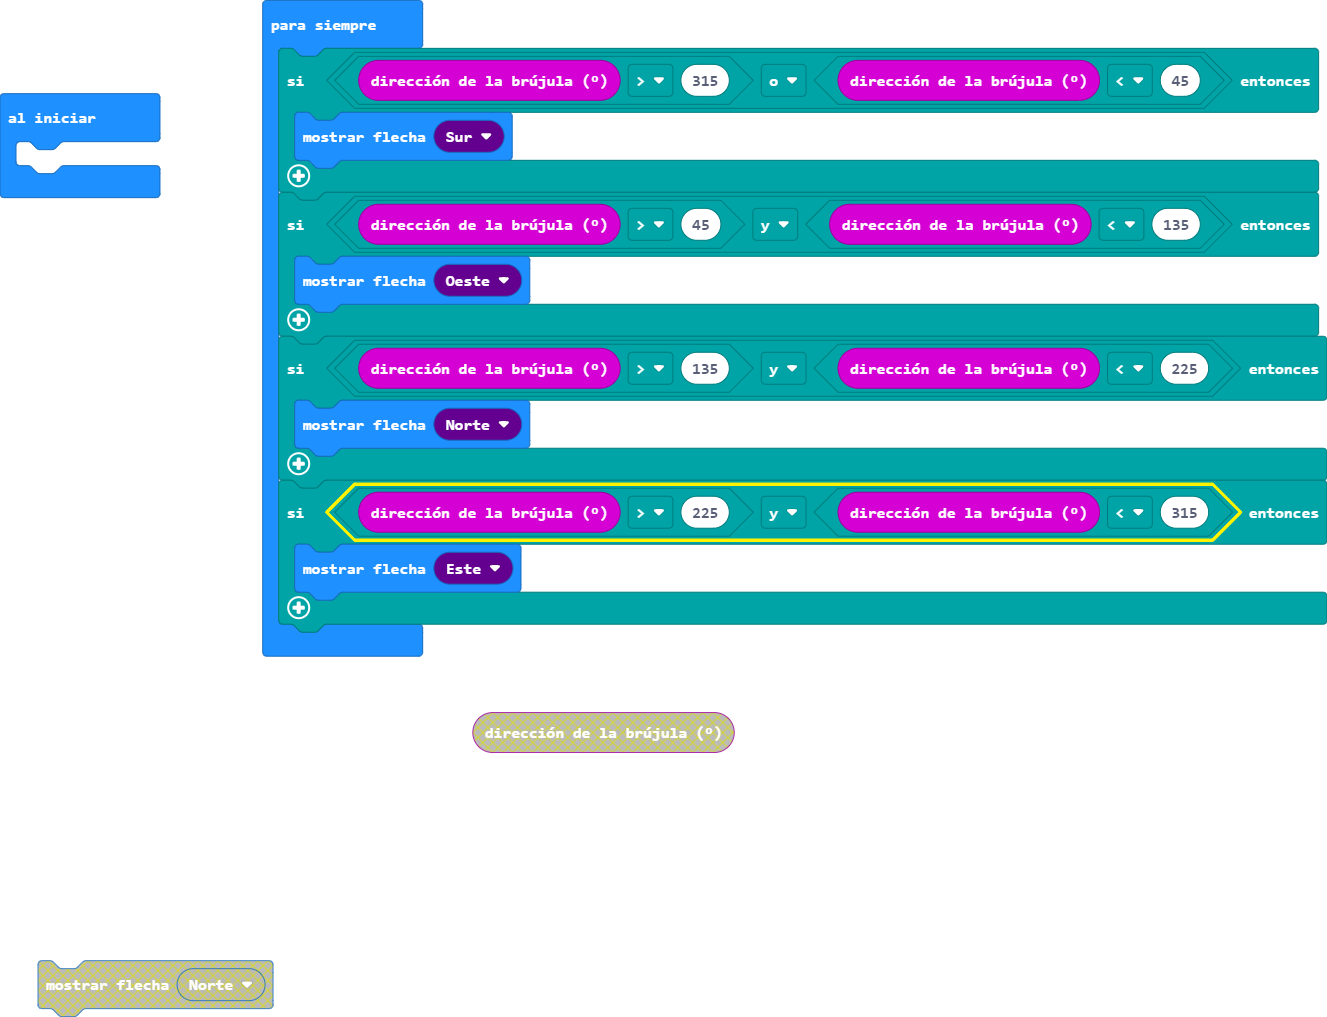 para siempre
si dirección de la brújula (º) > 315 o dirección de la brújula (º) < 45 entonces
al iniciar
mostrar flecha Sur
si dirección de la brújula (º) > 45 y dirección de la brújula (º) < 135 entonces
mostrar flecha Oeste
si dirección de la brújula (º) > 135 y dirección de la brújula (º) < 225 entonces
mostrar flecha Norte
si dirección de la brújula (º) > 225 y dirección de la brújula (º) < 315 entonces
mostrar flecha Este
dirección de la brújula (º)
mostrar flecha Norte